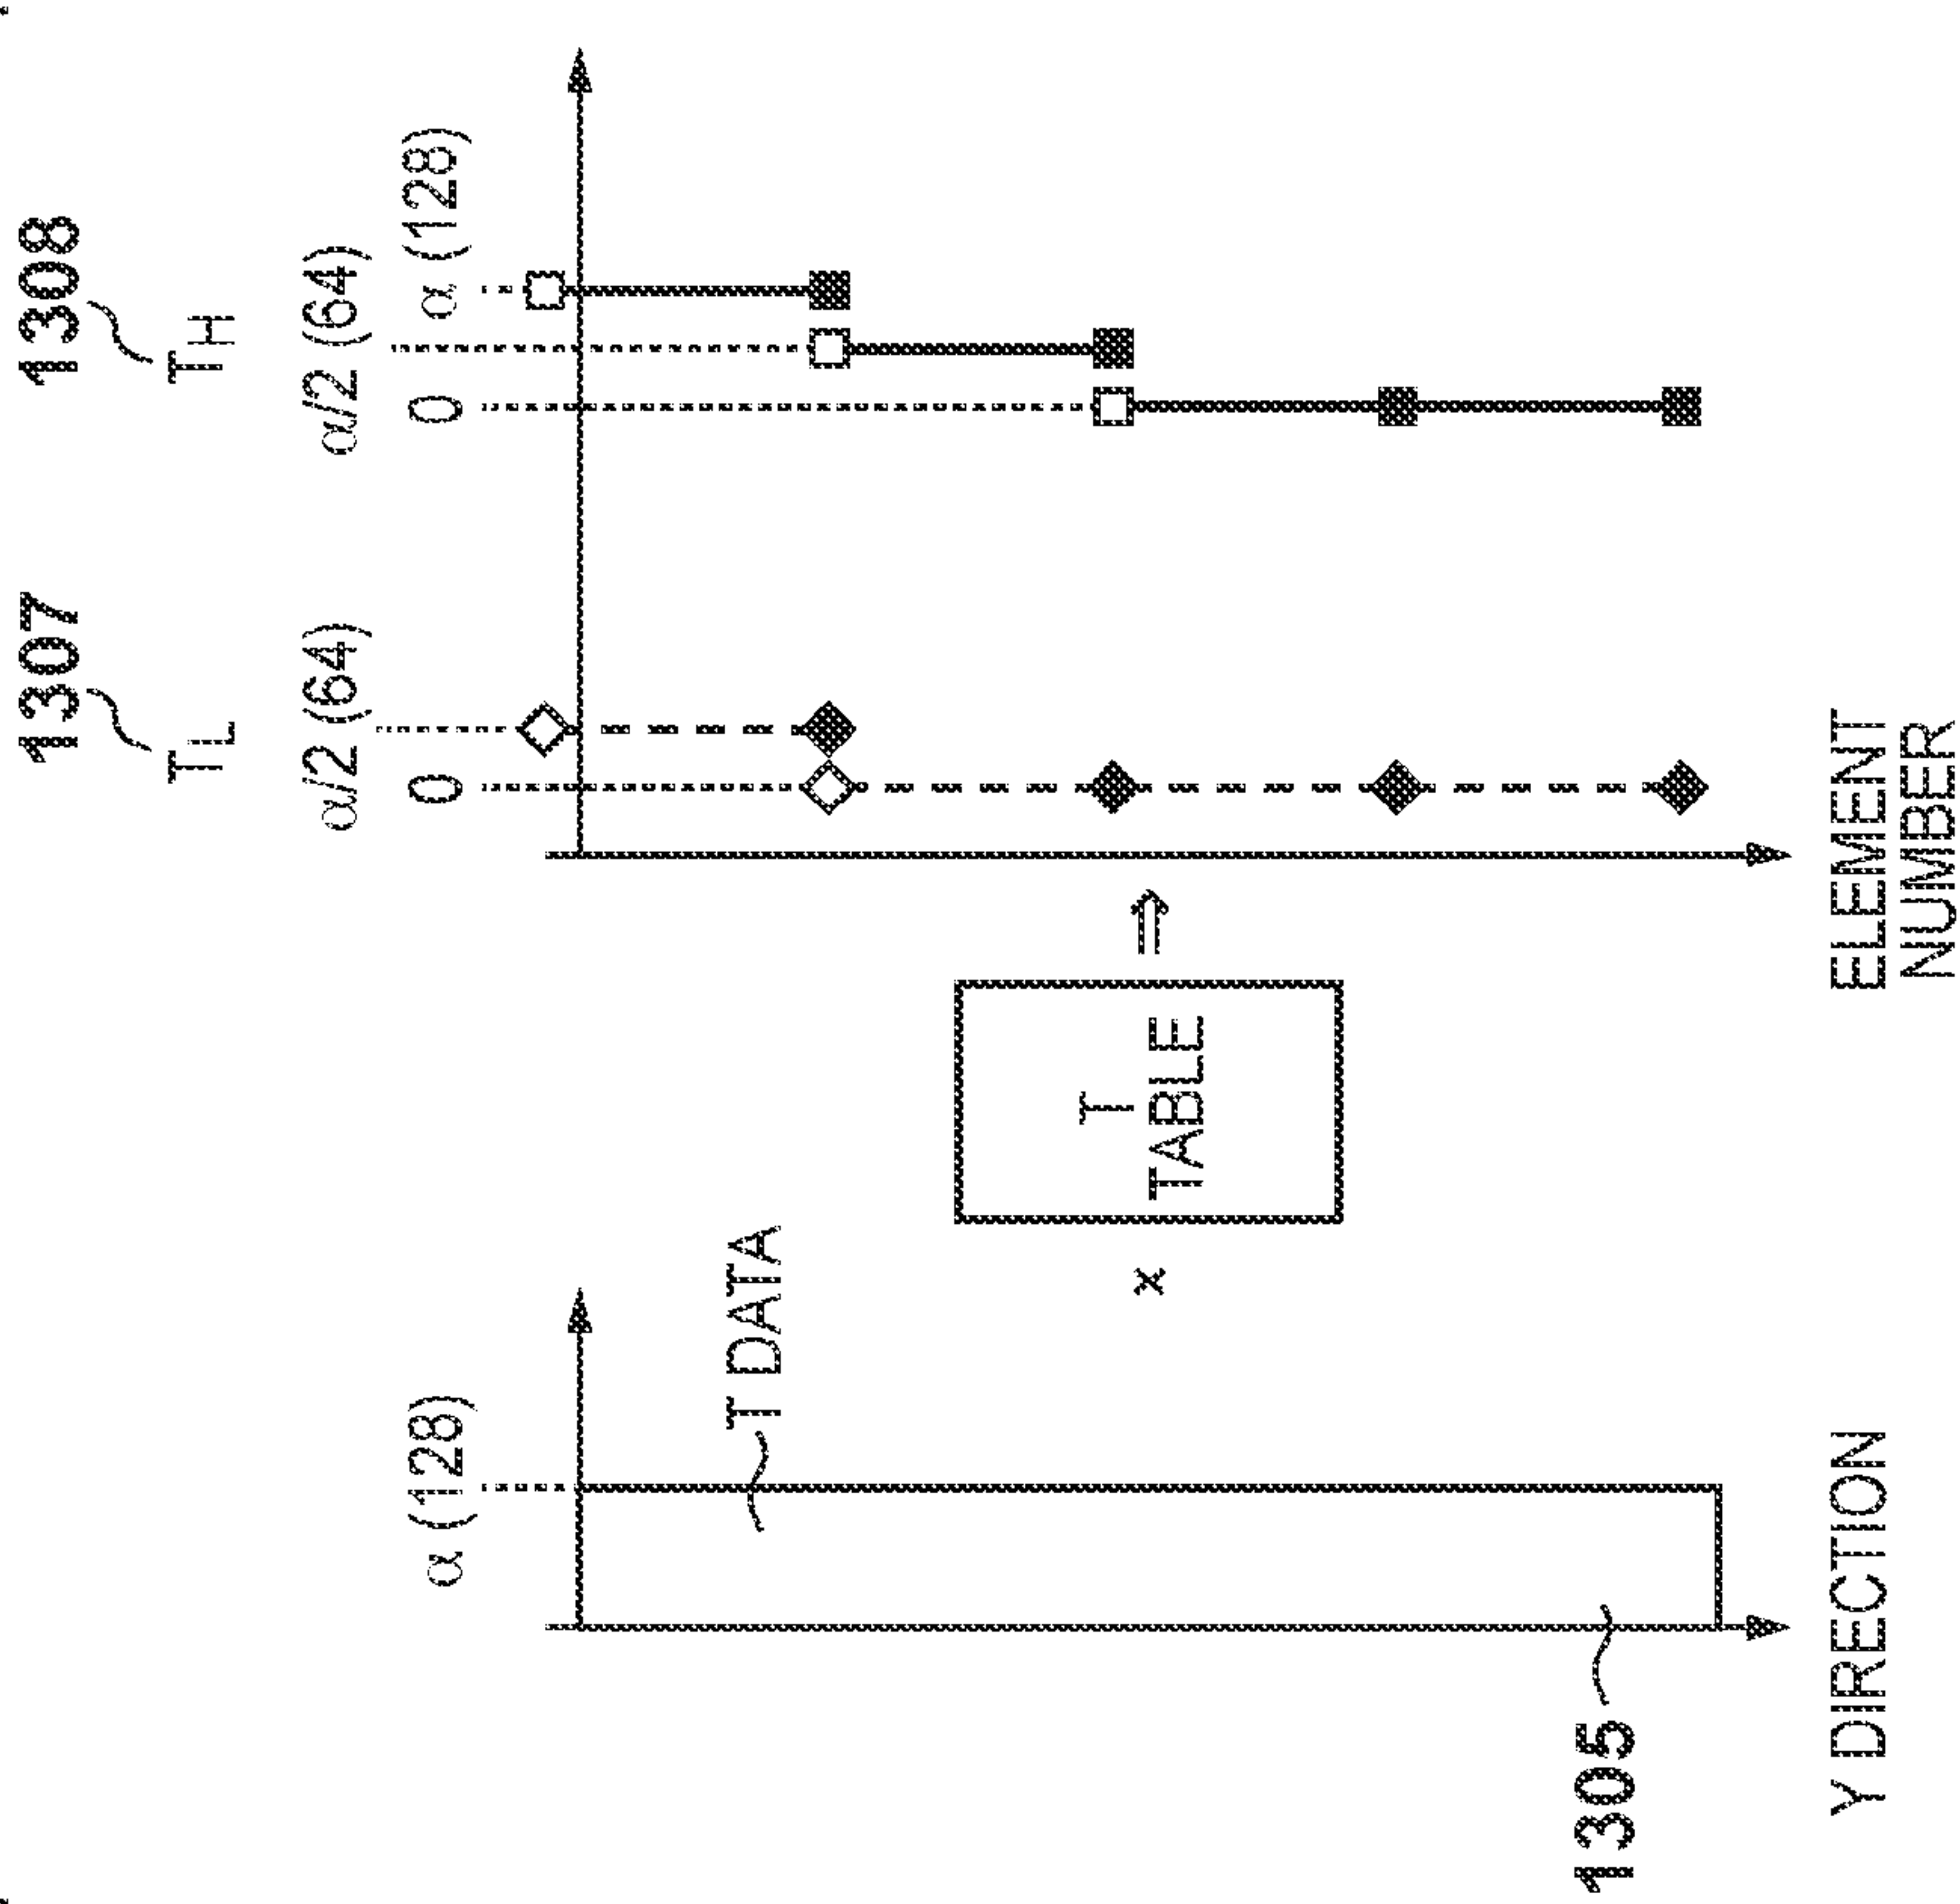 1307
TL
α/2 (64)
0
1308
TH
α/2 (64)
0
α (128)
α (128)
T DATA
x
T
TABLE
⇒
1305
Y DIRECTION
ELEMENT
NUMBER